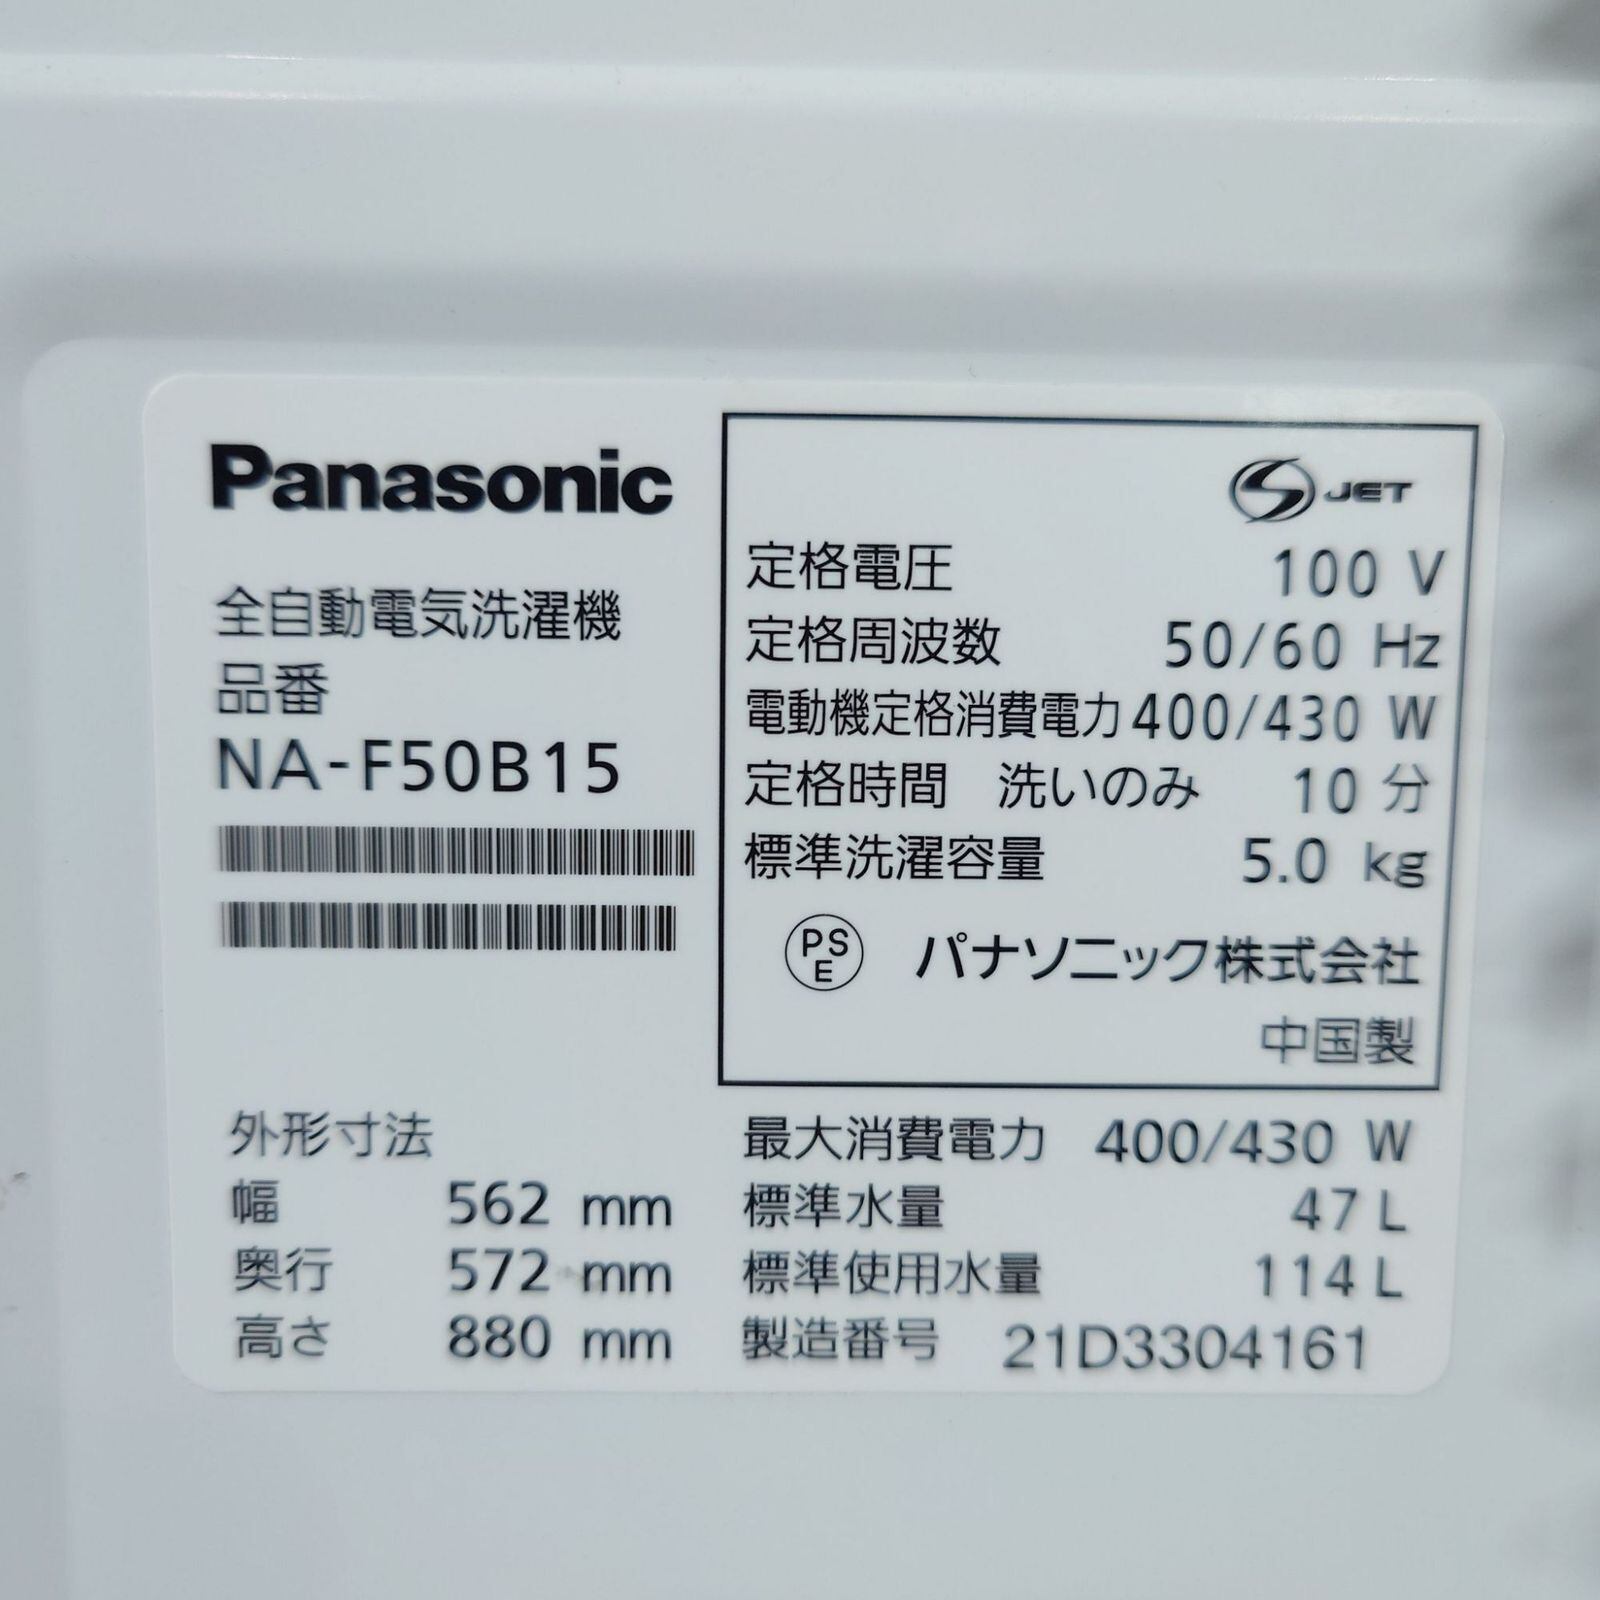 Panasonic
全自動電気洗濯機
品番
NA-F50B15
JET
定格電圧 100 V
定格周波数 50/60 Hz
電動機定格消費電力 400/430 W
定格時間 洗いのみ 10 分
標準洗濯容量 5.0 kg
PS E パナソニック株式会社
中国製
外形寸法
幅 562 mm
奥行 572 mm
高さ 880 mm
最大消費電力 400/430 W
標準水量 47 L
標準使用水量 114 L
製造番号 21D3304161